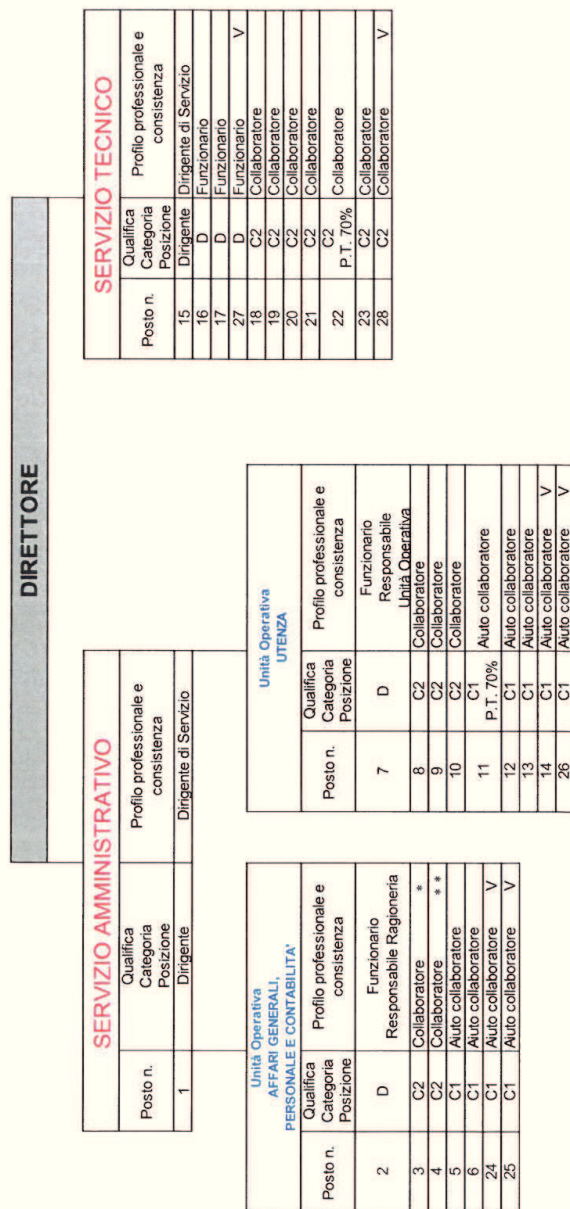 DIRETTORE
SERVIZIO AMMINISTRATIVO
Posto n.
Qualifica
Categoria
Posizione
Profilo professionale e
consistenza
1 Dirigente Dirigente di Servizio
Unità Operativa
AFFARI GENERALI,
PERSONALE E CONTABILITA'
Posto n.
Qualifica
Categoria
Posizione
Profilo professionale e
consistenza
2 D Funzionario
Responsabile Ragioneria
3 C2 Collaboratore *
4 C2 Collaboratore * *
5 C1 Aiuto collaboratore
6 C1 Aiuto collaboratore
24 C1 Aiuto collaboratore V
25 C1 Aiuto collaboratore V
Unità Operativa
UTENZA
Posto n.
Qualifica
Categoria
Posizione
Profilo professionale e
consistenza
7 D Funzionario
Responsabile
Unità Operativa
8 C2 Collaboratore
9 C2 Collaboratore
10 C2 Collaboratore
11 C1 Aiuto collaboratore
P.T. 70%
12 C1 Aiuto collaboratore
13 C1 Aiuto collaboratore
14 C1 Aiuto collaboratore V
26 C1 Aiuto collaboratore V
SERVIZIO TECNICO
Posto n.
Qualifica
Categoria
Posizione
Profilo professionale e
consistenza
15 Dirigente Dirigente di Servizio
16 D Funzionario
17 D Funzionario
27 D Funzionario V
18 C2 Collaboratore
19 C2 Collaboratore
20 C2 Collaboratore
21 C2 Collaboratore
22 C2 Collaboratore
P.T. 70%
23 C2 Collaboratore
28 C2 Collaboratore V